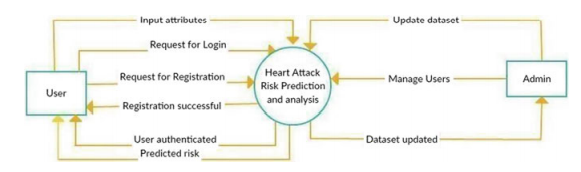 Input attributes
Update dataset
Request for Login
Request for Registration
Heart Attack
Risk Prediction
and analysis
Manage Users
Admin
User
Registration successful
User authenticated
Dataset updated
Predicted risk